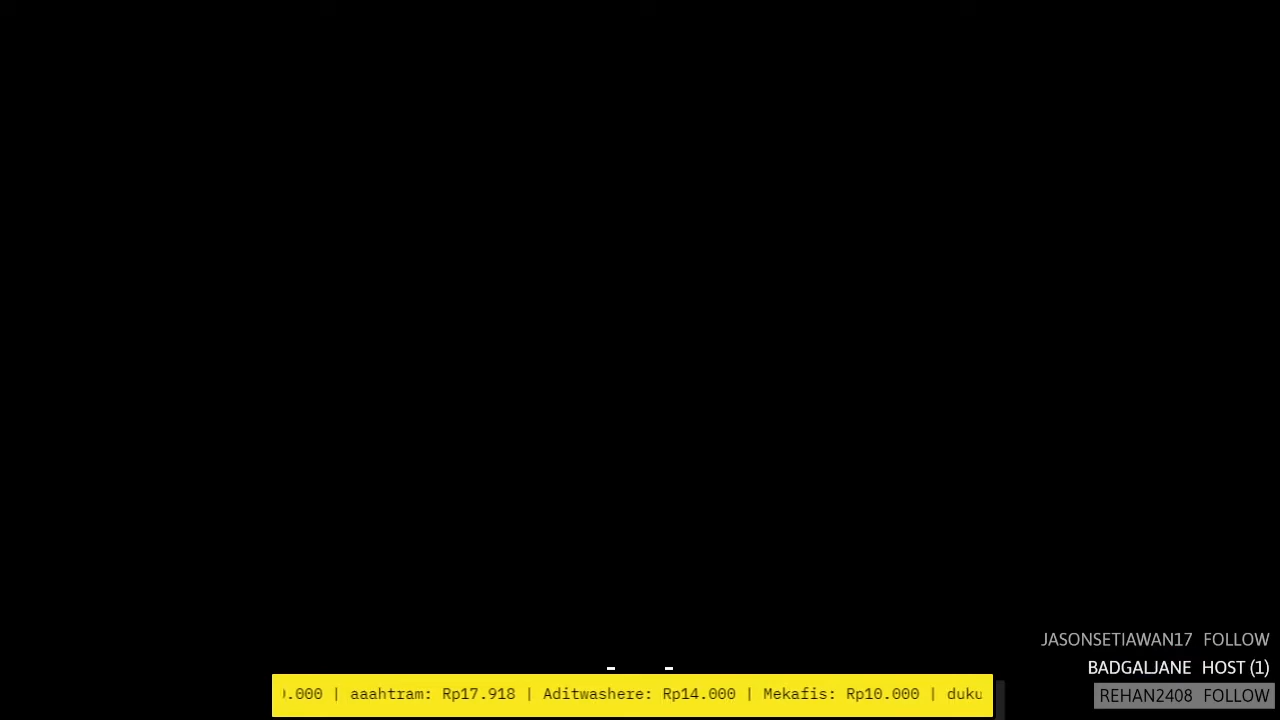 JASONSETIAWAN17 FOLLOW
BADGALJANE HOST (1)
.000 | aaahtram: Rp17.918 | Aditwashere: Rp14.000 | Mekafis: Rp10.000 | duku
REHAN2408 FOLLOW